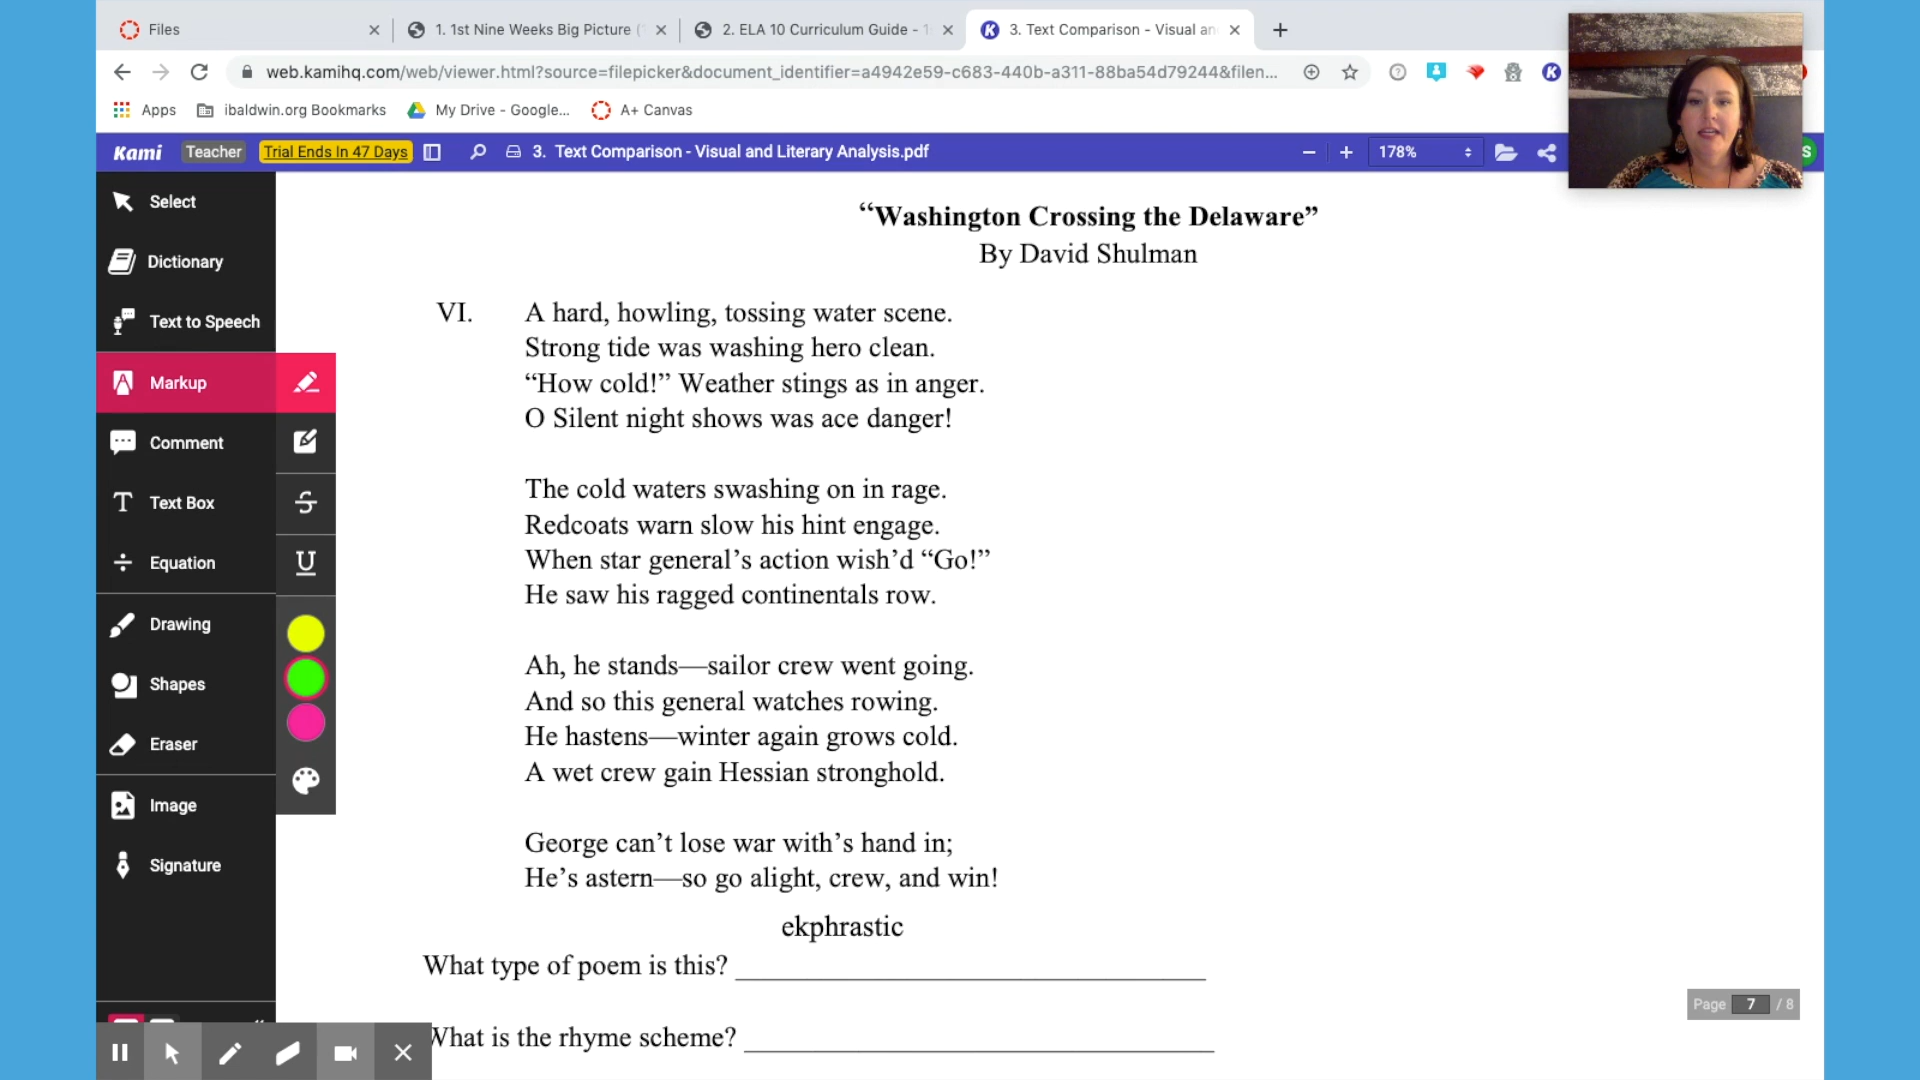 Files
1. 1st Nine Weeks Big Picture (
2. ELA 10 Curriculum Guide - 1
3. Text Comparison - Visual an
web.kamihq.com/web/viewer.html?source=filepicker&document_identifier=a4942e59-c683-440b-a311-88ba54d79244&filen...
Apps
ibaldwin.org Bookmarks
My Drive - Google...
A+ Canvas
Kami
Teacher
Trial Ends In 47 Days
3. Text Comparison - Visual and Literary Analysis.pdf
178%
S
Select
Dictionary
Text to Speech
Markup
Comment
Text Box
Equation
Drawing
Shapes
Eraser
Image
Signature
“Washington Crossing the Delaware”
By David Shulman
VI. A hard, howling, tossing water scene.
Strong tide was washing hero clean.
“How cold!” Weather stings as in anger.
O Silent night shows was ace danger!
The cold waters swashing on in rage.
Redcoats warn slow his hint engage.
When star general’s action wish’d “Go!”
He saw his ragged continentals row.
Ah, he stands—sailor crew went going.
And so this general watches rowing.
He hastens—winter again grows cold.
A wet crew gain Hessian stronghold.
George can’t lose war with’s hand in;
He’s astern—so go alight, crew, and win!
ekphrastic
What type of poem is this?
What is the rhyme scheme?
Page 7 / 8